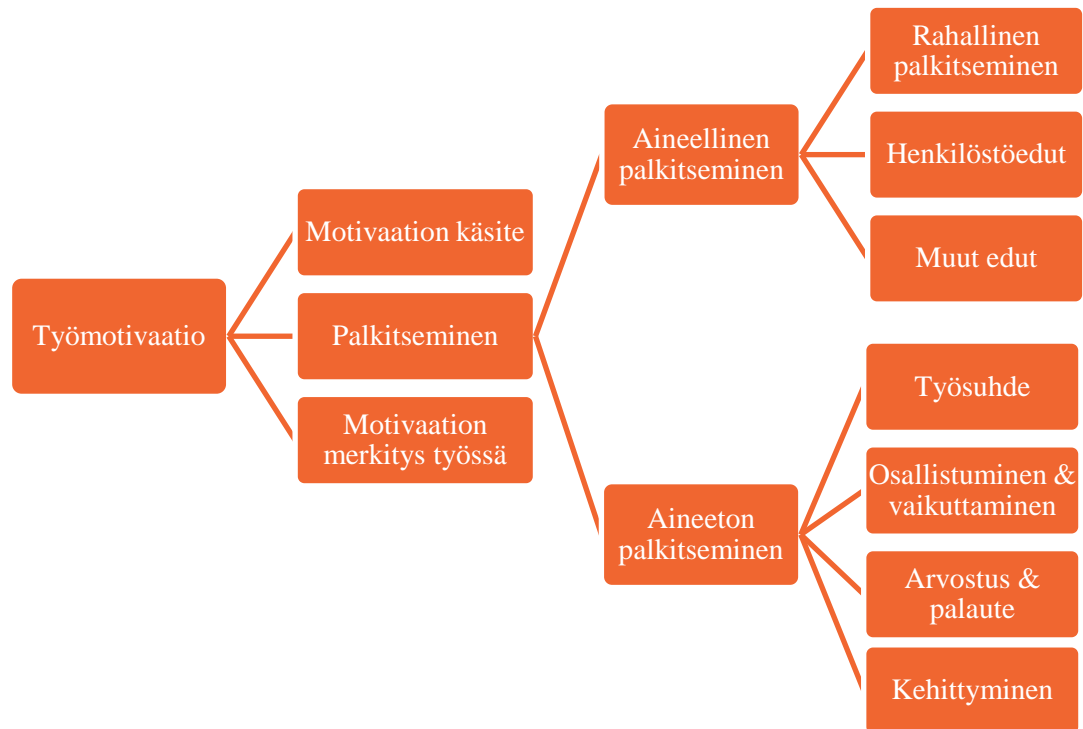 Työmotivaatio
Motivaation käsite
Palkitseminen
Motivaation
merkitys työssä
Aineellinen
palkitseminen
Rahallinen
palkitseminen
Henkilöstöedut
Muut edut
Aineeton
palkitseminen
Työsuhde
Osallistuminen &
vaikuttaminen
Arvostus &
palaute
Kehittyminen